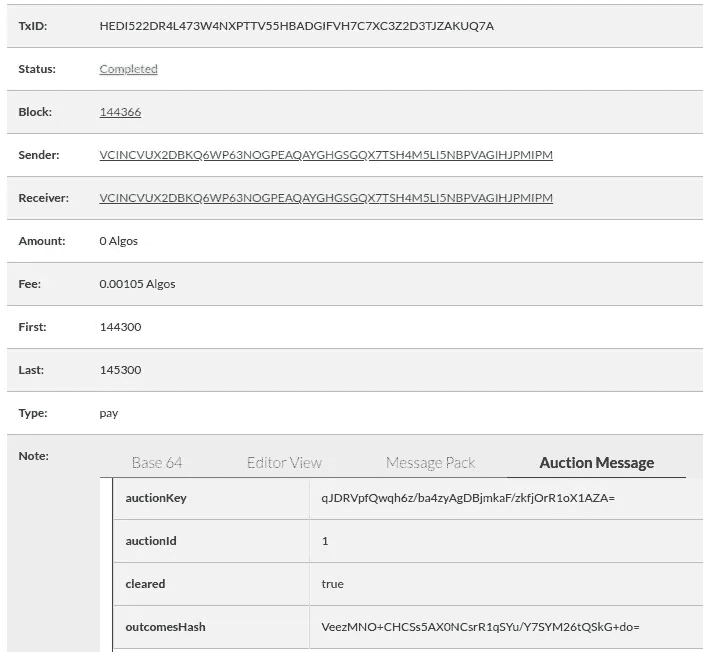 TxID: HEDI522DR4L473W4NXPTTV55HBADGIFVH7C7XC3Z2D3TJZAKUQ7A
Status: Completed
Block: 144366
Sender: VCINCVUX2DBKQ6WP63NOGPEAQAYGHGSGQX7TSH4M5LI5NBPVAGIHJPMIPM
Receiver: VCINCVUX2DBKQ6WP63NOGPEAQAYGHGSGQX7TSH4M5LI5NBPVAGIHJPMIPM
Amount: 0 Algos
Fee: 0.00105 Algos
First: 144300
Last: 145300
Type: pay
Note:
Base 64 Editor View Message Pack Auction Message
auctionKey qJDRVpfQwqh6z/ba4zyAgDBjmkaF/zkfjOrR1oX1AZA=
auctionId 1
cleared true
outcomesHash VeezMNO+CHCSs5AX0NCsrR1qSYu/Y7SYM26tQSkG+do=